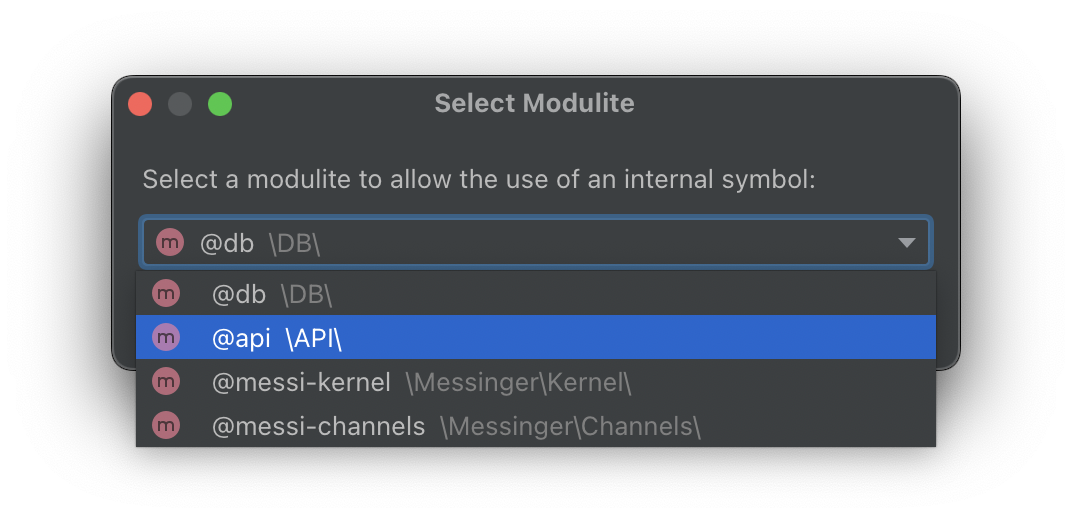 Select Modulite
Select a modulite to allow the use of an internal symbol:
m @db \DB\
m @db \DB\
m @api \API\
m @messi-kernel \Messinger\Kernel\
m @messi-channels \Messinger\Channels\